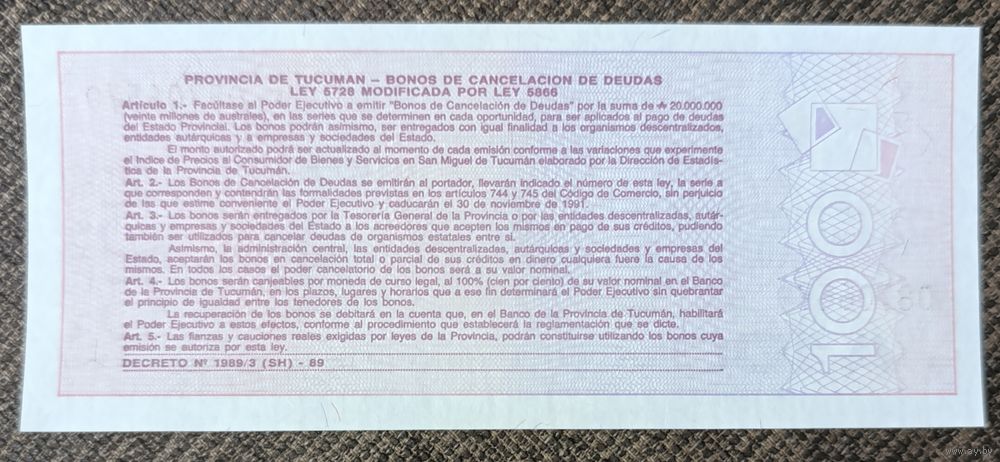 PROVINCIA DE TUCUMAN – BONOS DE CANCELACION DE DEUDAS
LEY 5728 MODIFICADA POR LEY 5866
Artículo 1.- Facúltase al Poder Ejecutivo a emitir "Bonos de Cancelación de Deudas" por la suma de ₳ 20.000.000
(veinte millones de australes), en las series que se determinen en cada oportunidad, para ser aplicados al pago de deudas
del Estado Provincial. Los bonos podrán asimismo, ser entregados con igual finalidad a los organismos descentralizados,
entidades autárquicas y a empresas y sociedades del Estado.
El monto autorizado podrá ser actualizado al momento de cada emisión conforme a las variaciones que experimente
el Indice de Precios al Consumidor de Bienes y Servicios en San Miguel de Tucumán elaborado por la Dirección de Estadís-
tica de la Provincia de Tucumán.
Art. 2.- Los Bonos de Cancelación de Deudas se emitirán al portador, llevarán indicado el número de esta ley, la serie a
que corresponden y contendrán las formalidades previstas en los artículos 744 y 745 del Código de Comercio, sin perjuicio
de las que estime conveniente el Poder Ejecutivo y caducarán el 30 de noviembre de 1991.
Art. 3.- Los bonos serán entregados por la Tesorería General de la Provincia o por las entidades descentralizadas, autár-
quicas y empresas y sociedades del Estado a los acreedores que acepten los mismos en pago de sus créditos, pudiendo
también ser utilizados para cancelar deudas de organismos estatales entre sí.
Asimismo, la administración central, las entidades descentralizadas, autárquicas y sociedades y empresas del
Estado, aceptarán los bonos en cancelación total o parcial de sus créditos en dinero cualquiera fuere la causa de los
mismos. En todos los casos el poder cancelatorio de los bonos será a su valor nominal.
Art. 4.- Los bonos serán canjeables por moneda de curso legal, al 100% (cien por ciento) de su valor nominal en el Banco
de la Provincia de Tucumán, en los plazos, lugares y horarios que a ese fin determinará el Poder Ejecutivo sin quebrantar
el principio de igualdad entre los tenedores de los bonos.
La recuperación de los bonos se debitará en la cuenta que, en el Banco de la Provincia de Tucumán, habilitará
el Poder Ejecutivo a estos efectos, conforme al procedimiento que establecerá la reglamentación que se dicte.
Art. 5.- Las fianzas y cauciones reales exigidas por leyes de la Provincia, podrán constituirse utilizando los bonos cuya
emisión se autoriza por esta ley.
DECRETO Nº 1989/3 (SH) - 89
100
www.ay.by